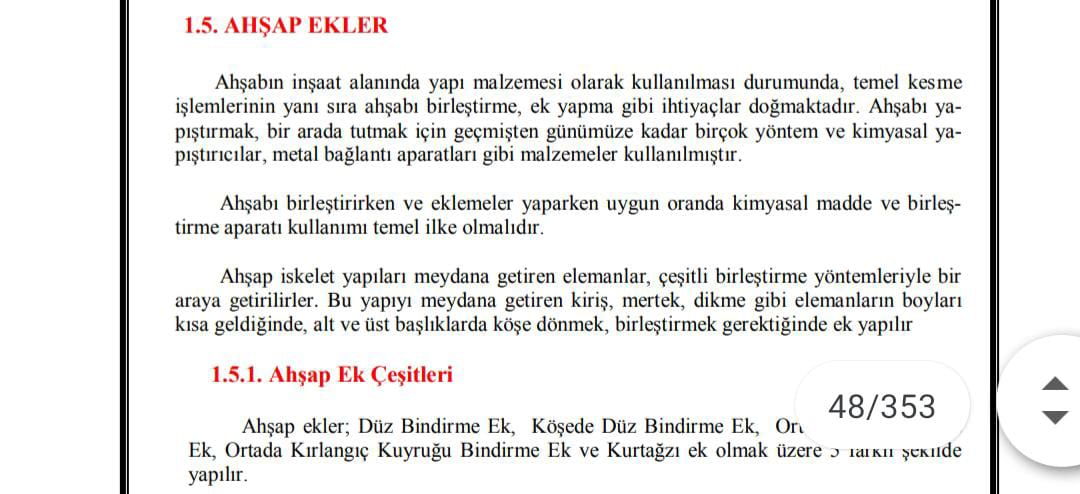 1.5. AHŞAP EKLER
Ahşabın inşaat alanında yapı malzemesi olarak kullanılması durumunda, temel kesme
işlemlerinin yanı sıra ahşabı birleştirme, ek yapma gibi ihtiyaçlar doğmaktadır. Ahşabı ya-
pıştırmak, bir arada tutmak için geçmişten günümüze kadar birçok yöntem ve kimyasal ya-
pıştırıcılar, metal bağlantı aparatları gibi malzemeler kullanılmıştır.
Ahşabı birleştirirken ve eklemeler yaparken uygun oranda kimyasal madde ve birleş-
tirme aparatı kullanımı temel ilke olmalıdır.
Ahşap iskelet yapıları meydana getiren elemanlar, çeşitli birleştirme yöntemleriyle bir
araya getirilirler. Bu yapıyı meydana getiren kiriş, mertek, dikme gibi elemanların boyları
kısa geldiğinde, alt ve üst başlıklarda köşe dönmek, birleştirmek gerektiğinde ek yapılır
1.5.1. Ahşap Ek Çeşitleri
48/353
Ahşap ekler; Düz Bindirme Ek, Köşede Düz Bindirme Ek,
Ek, Ortada Kırlangıç Kuyruğu Bindirme Ek ve Kurtağzı ek olmak üzere farklı şekilde
yapılır.